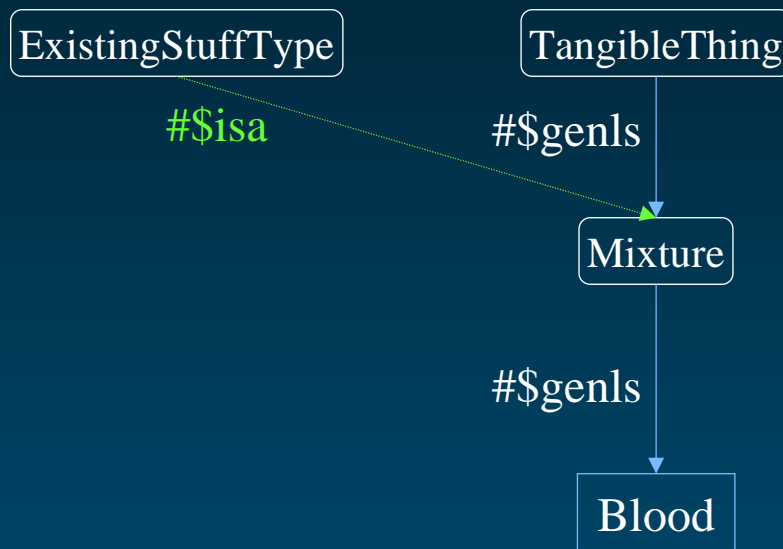 ExistingStuffType
TangibleThing
#$isa
#$genls
Mixture
#$genls
Blood